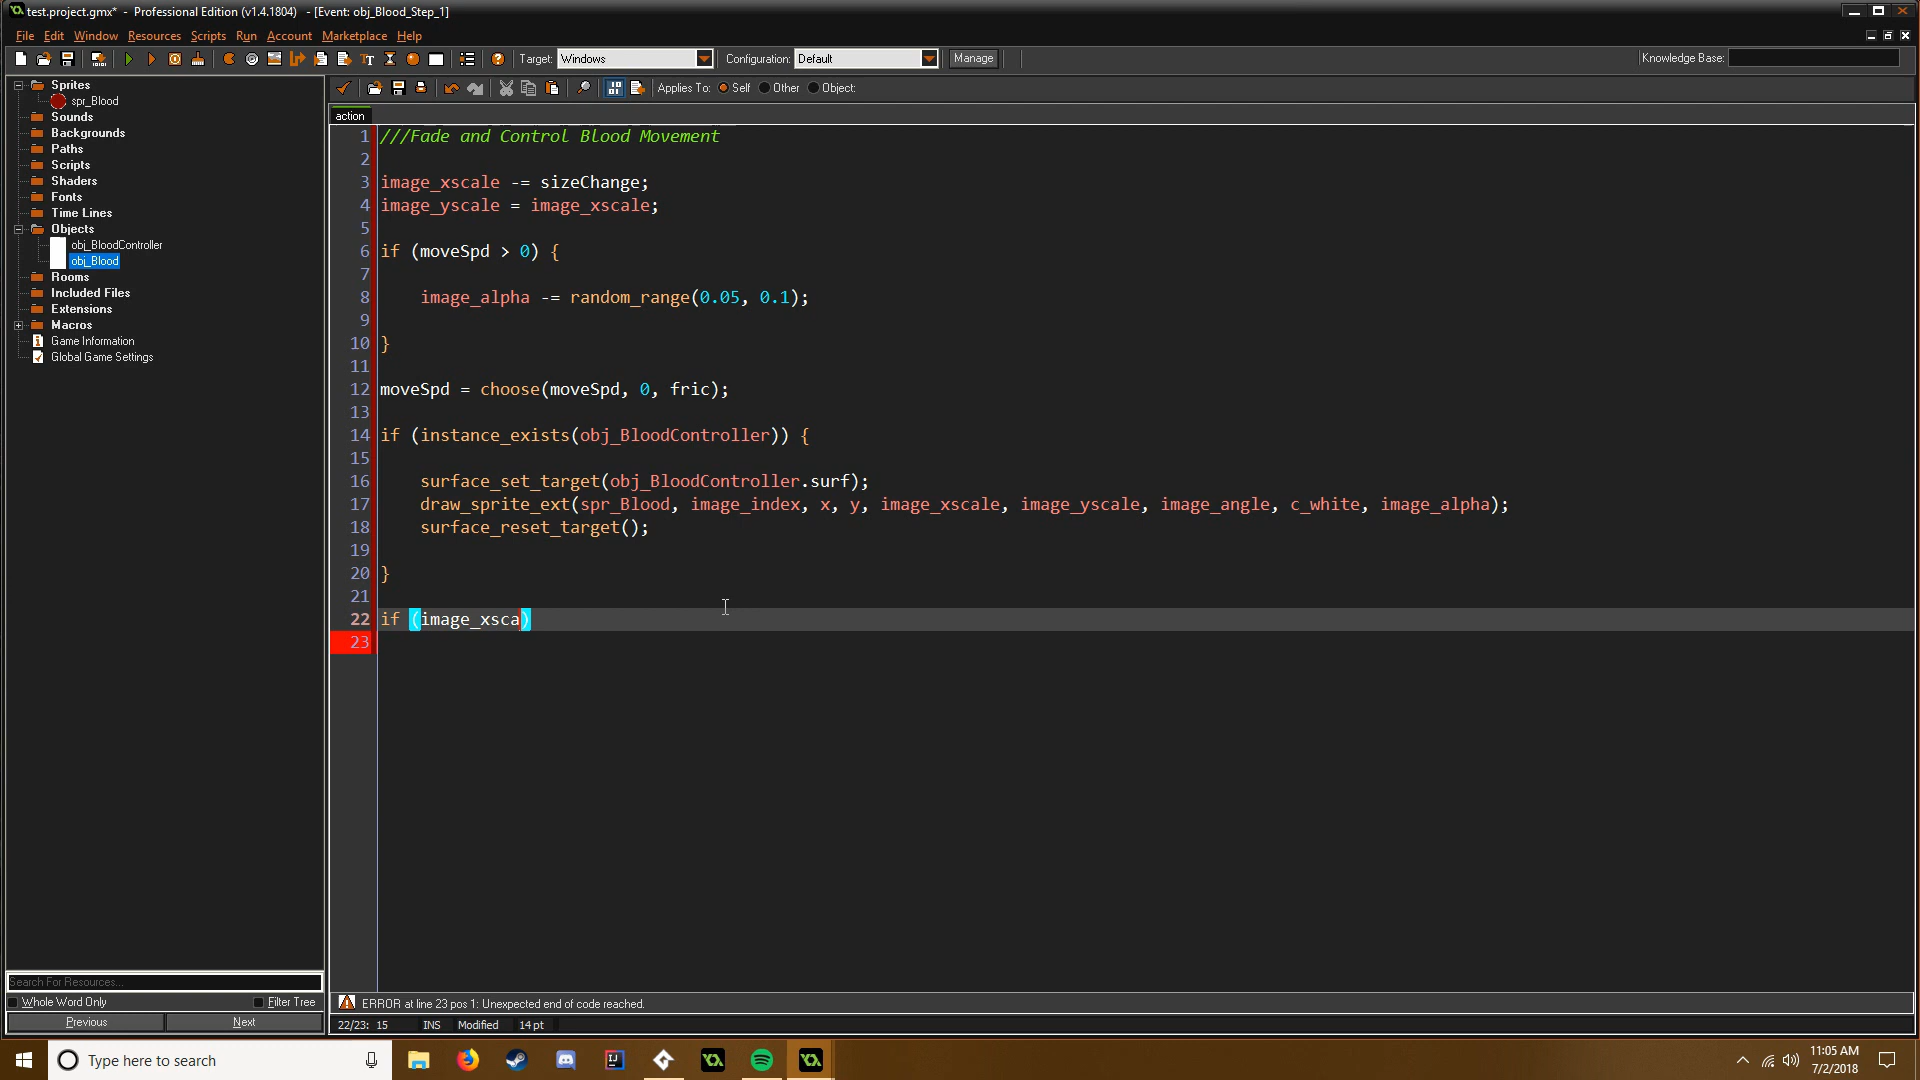 test.project.gmx* - Professional Edition (v1.4.1804) - [Event: obj_Blood_Step_1]
File Edit Window Resources Scripts Run Account Marketplace Help
Target: Windows Configuration: Default Manage Knowledge Base:
Applies To: Self Other Object:
Sprites
spr_Blood
Sounds
Backgrounds
Paths
Scripts
Shaders
Fonts
Time Lines
Objects
obj_BloodController
obj_Blood
Rooms
Included Files
Extensions
Macros
Game Information
Global Game Settings
action
1 ///Fade and Control Blood Movement
2
3 image_xscale -= sizeChange;
4 image_yscale = image_xscale;
5
6 if (moveSpd > 0) {
7
8 image_alpha -= random_range(0.05, 0.1);
9
10 }
11
12 moveSpd = choose(moveSpd, 0, fric);
13
14 if (instance_exists(obj_BloodController)) {
15
16 surface_set_target(obj_BloodController.surf);
17 draw_sprite_ext(spr_Blood, image_index, x, y, image_xscale, image_yscale, image_angle, c_white, image_alpha);
18 surface_reset_target();
19
20 }
21
22 if (image_xsca)
23
Search For Resources...
Whole Word Only Filter Tree
Previous Next
ERROR at line 23 pos 1: Unexpected end of code reached.
22/23: 15 INS Modified 14 pt
Type here to search
11:05 AM
7/2/2018